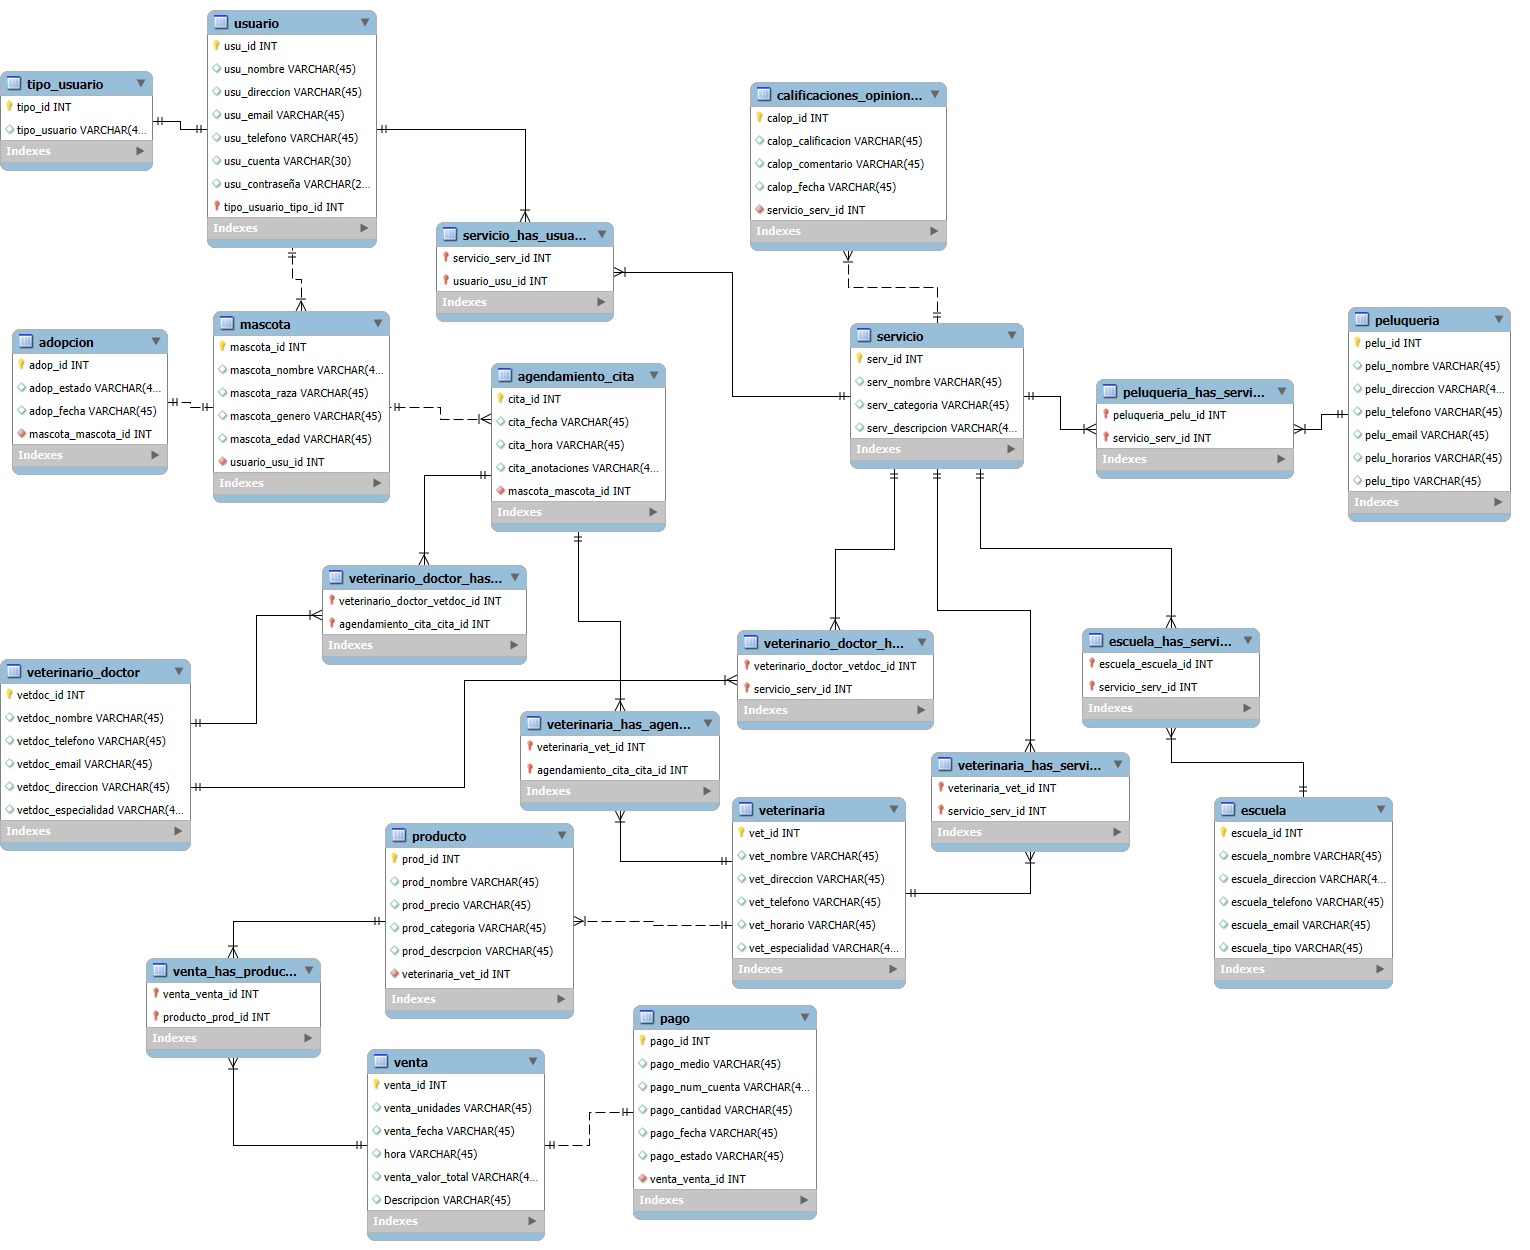 usuario
usu_id INT
usu_nombre VARCHAR(45)
usu_direccion VARCHAR(45)
usu_email VARCHAR(45)
usu_telefono VARCHAR(45)
usu_cuenta VARCHAR(30)
usu_contraseña VARCHAR(2...
tipo_usuario_tipo_id INT
Indexes
tipo_usuario
tipo_id INT
tipo_usuario VARCHAR(4...
Indexes
calificaciones_opinion...
calop_id INT
calop_calificacion VARCHAR(45)
calop_comentario VARCHAR(45)
calop_fecha VARCHAR(45)
servicio_serv_id INT
Indexes
servicio_has_usua...
servicio_serv_id INT
usuario_usu_id INT
Indexes
adopcion
adop_id INT
adop_estado VARCHAR(4...
adop_fecha VARCHAR(45)
mascota_mascota_id INT
Indexes
mascota
mascota_id INT
mascota_nombre VARCHAR(4...
mascota_raza VARCHAR(45)
mascota_genero VARCHAR(45)
mascota_edad VARCHAR(45)
usuario_usu_id INT
Indexes
agendamiento_cita
cita_id INT
cita_fecha VARCHAR(45)
cita_hora VARCHAR(45)
cita_anotaciones VARCHAR(4...
mascota_mascota_id INT
Indexes
servicio
serv_id INT
serv_nombre VARCHAR(45)
serv_categoria VARCHAR(45)
serv_descripcion VARCHAR(4...
Indexes
peluqueria_has_servi...
peluqueria_pelu_id INT
servicio_serv_id INT
Indexes
peluqueria
pelu_id INT
pelu_nombre VARCHAR(45)
pelu_direccion VARCHAR(4...
pelu_telefono VARCHAR(45)
pelu_email VARCHAR(45)
pelu_horarios VARCHAR(45)
pelu_tipo VARCHAR(45)
Indexes
veterinario_doctor_has...
veterinario_doctor_vetdoc_id INT
agendamiento_cita_cita_id INT
Indexes
veterinario_doctor
vetdoc_id INT
vetdoc_nombre VARCHAR(45)
vetdoc_telefono VARCHAR(45)
vetdoc_email VARCHAR(45)
vetdoc_direccion VARCHAR(45)
vetdoc_especialidad VARCHAR(4...
Indexes
veterinario_doctor_h...
veterinario_doctor_vetdoc_id INT
servicio_serv_id INT
Indexes
escuela_has_servi...
escuela_escuela_id INT
servicio_serv_id INT
Indexes
veterinaria_has_agen...
veterinaria_vet_id INT
agendamiento_cita_cita_id INT
Indexes
veterinaria_has_servi...
veterinaria_vet_id INT
servicio_serv_id INT
Indexes
veterinaria
vet_id INT
vet_nombre VARCHAR(45)
vet_direccion VARCHAR(45)
vet_telefono VARCHAR(45)
vet_horario VARCHAR(45)
vet_especialidad VARCHAR(4...
Indexes
escuela
escuela_id INT
escuela_nombre VARCHAR(45)
escuela_direccion VARCHAR(4...
escuela_telefono VARCHAR(45)
escuela_email VARCHAR(45)
escuela_tipo VARCHAR(45)
Indexes
producto
prod_id INT
prod_nombre VARCHAR(45)
prod_precio VARCHAR(45)
prod_categoria VARCHAR(45)
prod_descrpcion VARCHAR(45)
veterinaria_vet_id INT
Indexes
venta_has_produc...
venta_venta_id INT
producto_prod_id INT
Indexes
venta
venta_id INT
venta_unidades VARCHAR(45)
venta_fecha VARCHAR(45)
hora VARCHAR(45)
venta_valor_total VARCHAR(4...
Descripcion VARCHAR(45)
Indexes
pago
pago_id INT
pago_medio VARCHAR(45)
pago_num_cuenta VARCHAR(4...
pago_cantidad VARCHAR(45)
pago_fecha VARCHAR(45)
pago_estado VARCHAR(45)
venta_venta_id INT
Indexes